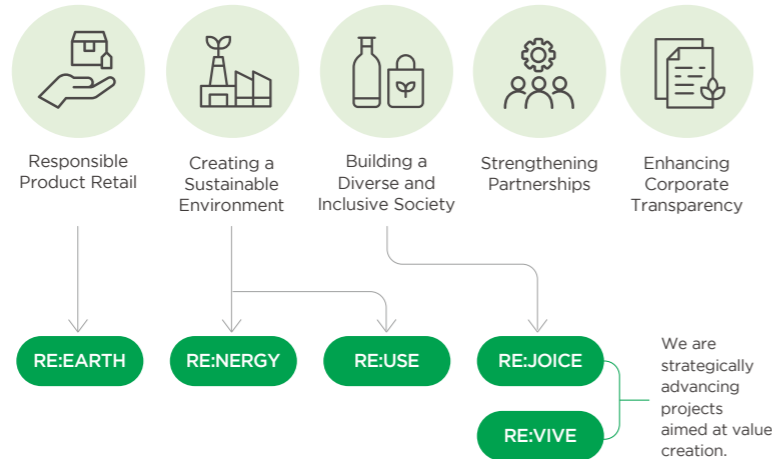 Responsible
Product Retail
Creating a
Sustainable
Environment
Building a
Diverse and
Inclusive Society
Strengthening
Partnerships
Enhancing
Corporate
Transparency
RE:EARTH
RE:NERGY
RE:USE
RE:JOICE
RE:VIVE
We are
strategically
advancing
projects
aimed at value
creation.